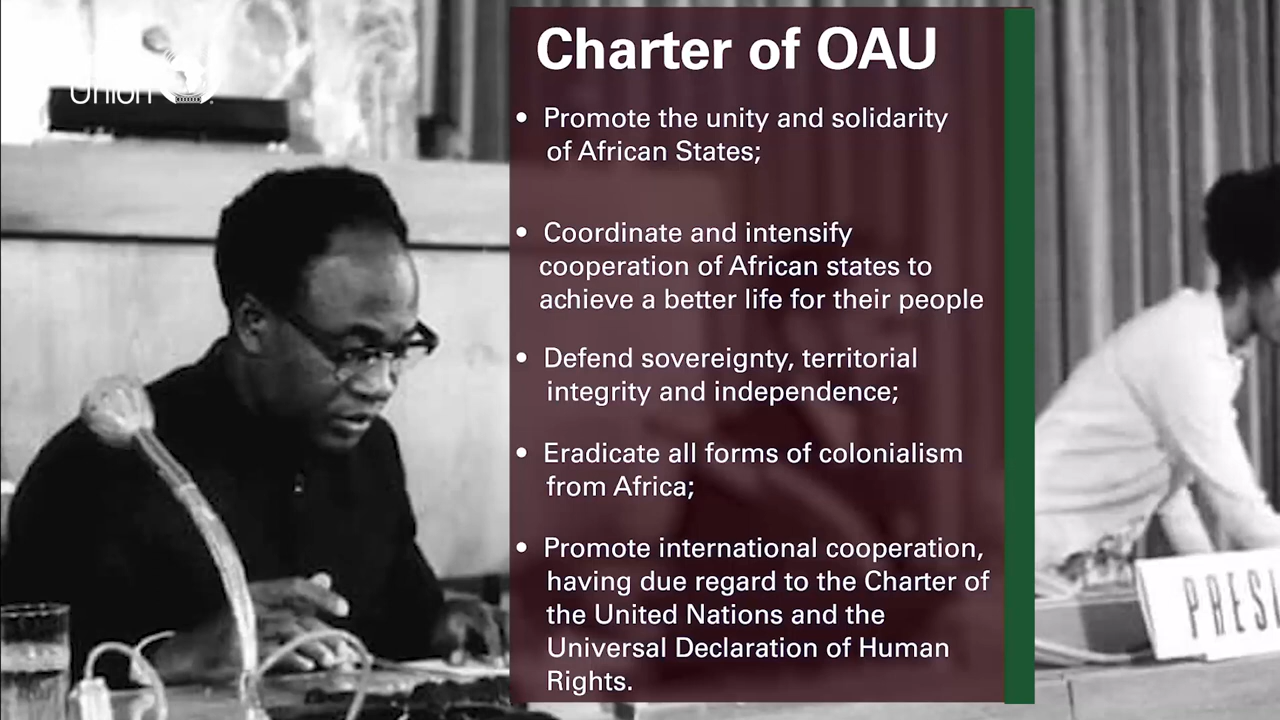 Union
Charter of OAU
• Promote the unity and solidarity
of African States;
• Coordinate and intensify
cooperation of African states to
achieve a better life for their people
• Defend sovereignty, territorial
integrity and independence;
• Eradicate all forms of colonialism
from Africa;
• Promote international cooperation,
having due regard to the Charter of
the United Nations and the
Universal Declaration of Human
Rights.